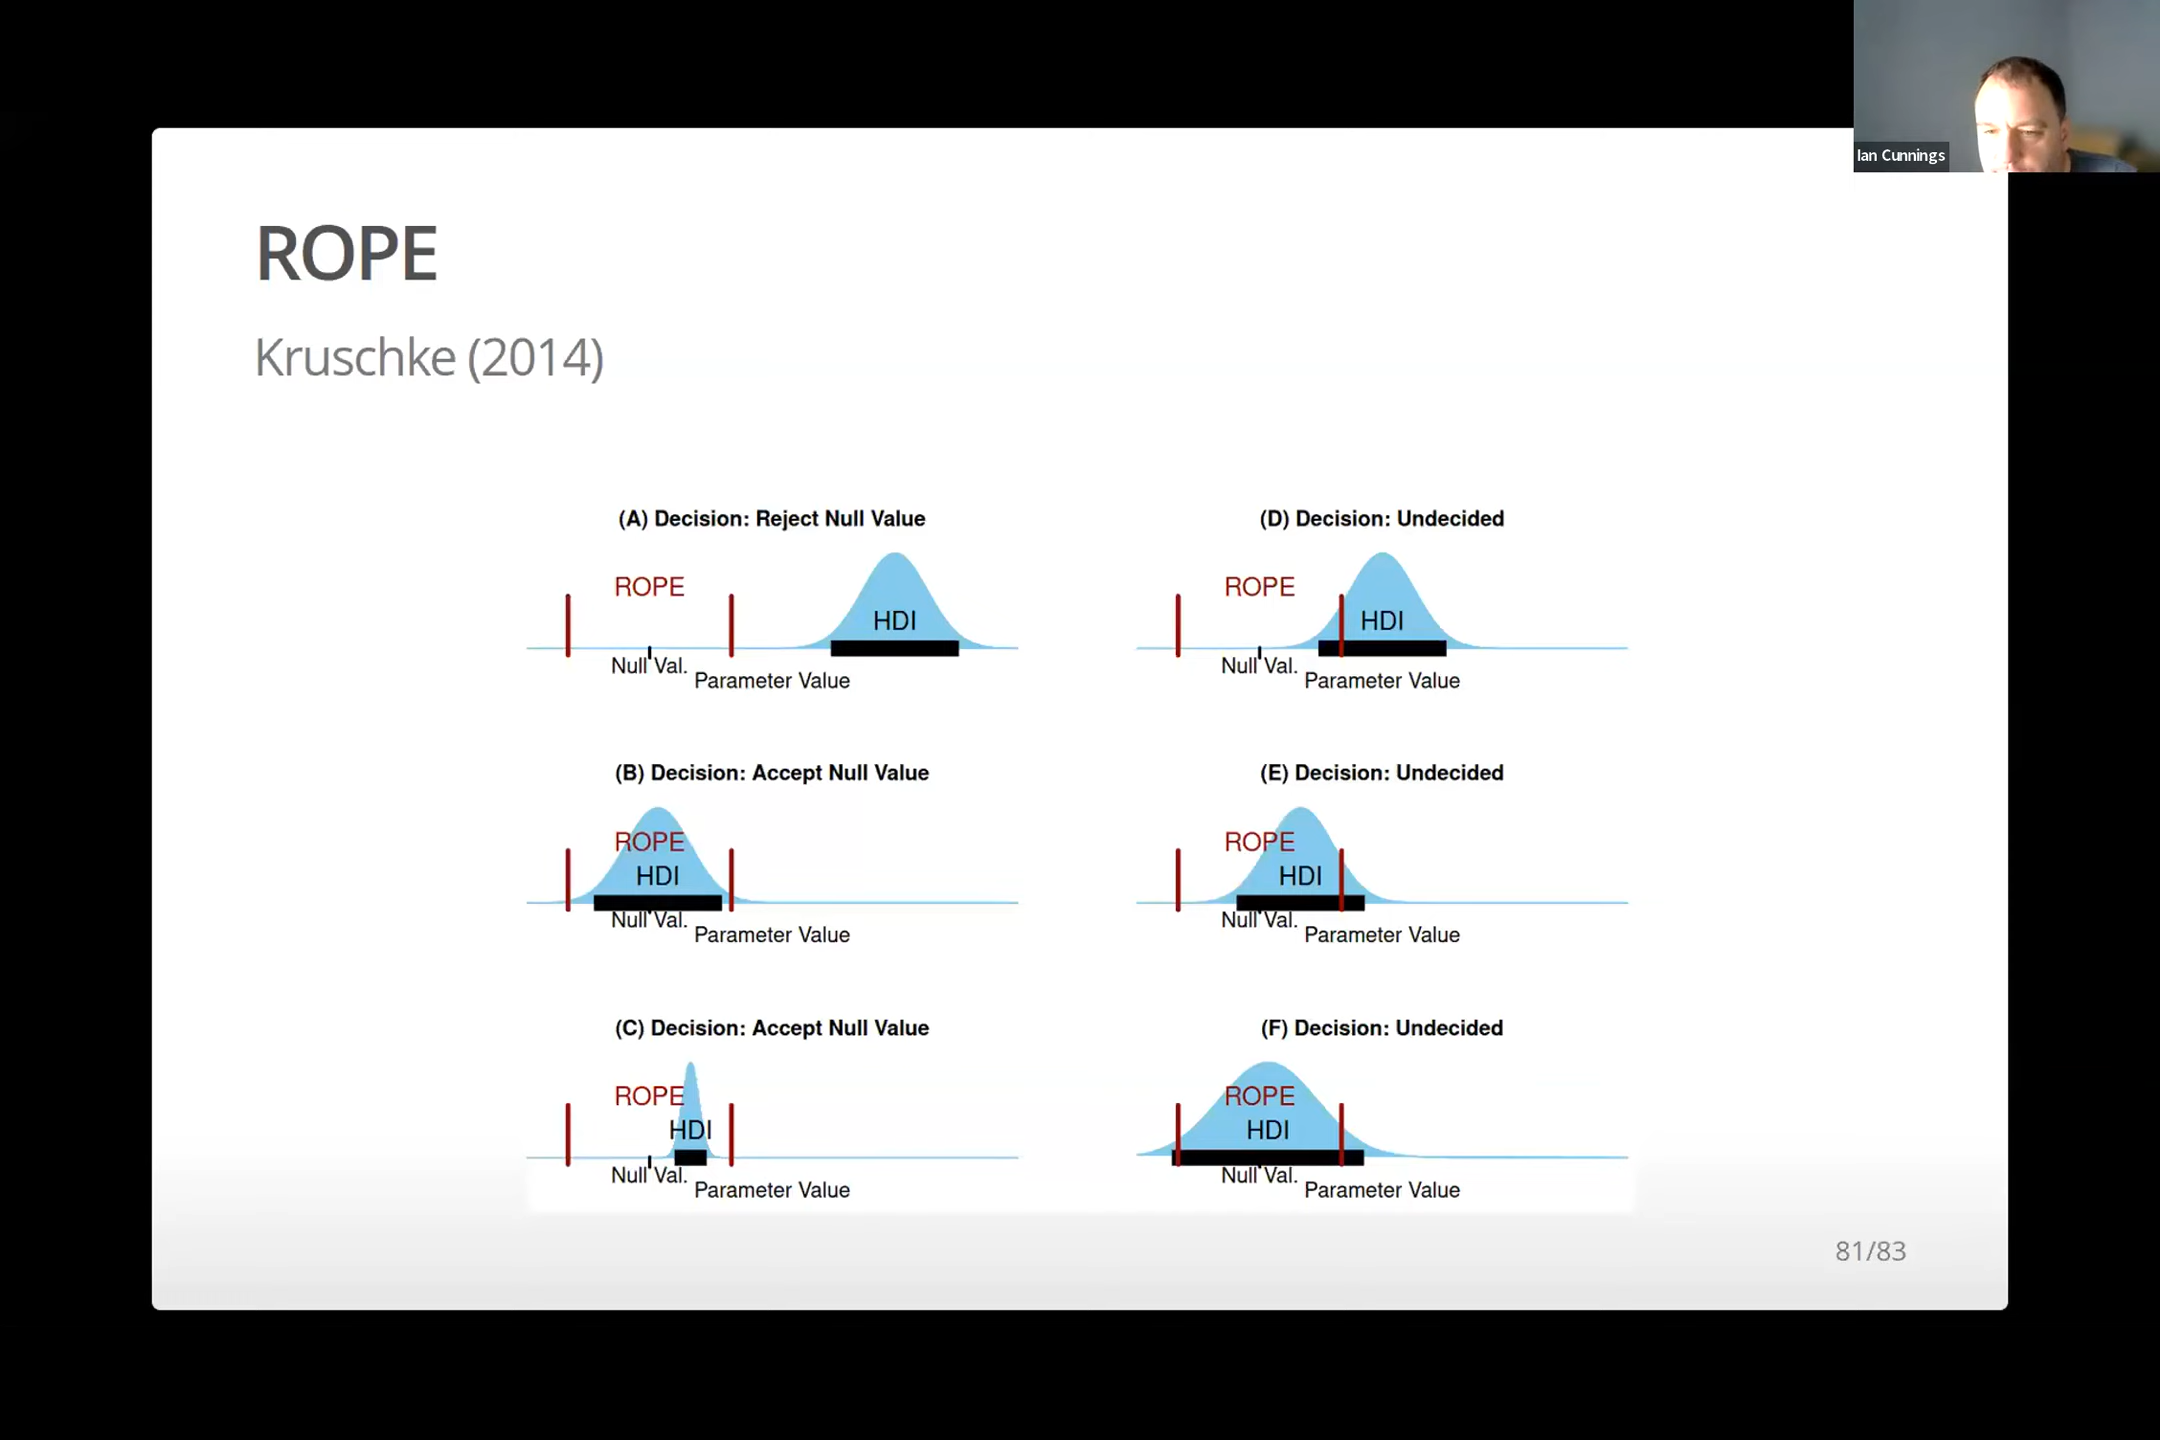 Ian Cunnings
ROPE
Kruschke (2014)
(A) Decision: Reject Null Value
ROPE
HDI
Null Val.
Parameter Value
(B) Decision: Accept Null Value
ROPE
HDI
Null Val.
Parameter Value
(C) Decision: Accept Null Value
ROPE
HDI
Null Val.
Parameter Value
(D) Decision: Undecided
ROPE
HDI
Null Val.
Parameter Value
(E) Decision: Undecided
ROPE
HDI
Null Val.
Parameter Value
(F) Decision: Undecided
ROPE
HDI
Null Val.
Parameter Value
81/83